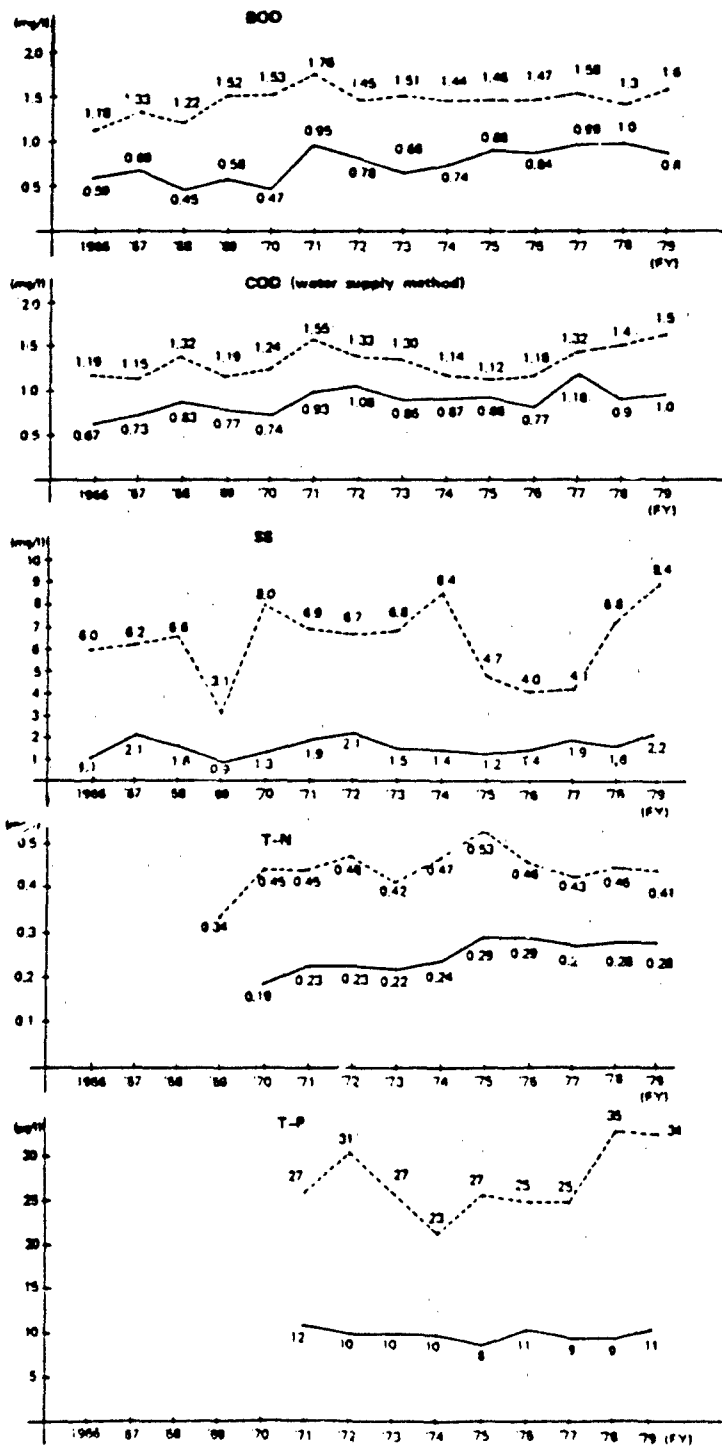 (mg/l) BOD
2.0
1.5
1.0
0.5
1.18 1.33 1.22 1.52 1.53 1.76 1.45 1.51 1.44 1.46 1.47 1.58 1.3 1.6
0.59 0.68 0.45 0.58 0.47 0.95 0.78 0.66 0.74 0.88 0.84 0.99 1.0 0.8
1966 '67 '68 '69 '70 '71 '72 '73 '74 '75 '76 '77 '78 '79
(FY)
(mg/l) COD (water supply method)
2.0
1.5
1.0
0.5
1.19 1.15 1.32 1.19 1.24 1.55 1.33 1.30 1.14 1.12 1.18 1.32 1.4 1.5
0.67 0.73 0.83 0.77 0.74 0.93 1.08 0.86 0.87 0.88 0.77 1.18 0.9 1.0
1966 '67 '68 '69 '70 '71 '72 '73 '74 '75 '76 '77 '78 '79
(FY)
(mg/l) SS
10
9
8
7
6
5
4
3
2
1
6.0 6.2 6.6 3.1 8.0 6.9 6.7 6.8 8.4 4.7 4.0 4.1 6.8 8.4
1.1 2.1 1.6 0.9 1.3 1.9 2.1 1.5 1.4 1.2 1.4 1.9 1.6 2.2
1966 '67 '68 '69 '70 '71 '72 '73 '74 '75 '76 '77 '78 '79
(FY)
T-N
0.5
0.4
0.3
0.2
0.1
0.34 0.45 0.45 0.46 0.42 0.47 0.53 0.46 0.43 0.46 0.41
0.19 0.23 0.23 0.22 0.24 0.29 0.29 0.2 0.28 0.28
1966 '67 '68 '69 '70 '71 '72 '73 '74 '75 '76 '77 '78 '79
(FY)
(μg/l) T-P
30
25
20
15
10
5
27 31 27 23 27 25 25 35 34
12 10 10 10 8 11 9 9 11
1966 '67 '68 '69 '70 '71 '72 '73 '74 '75 '76 '77 '78 '79 (FY)